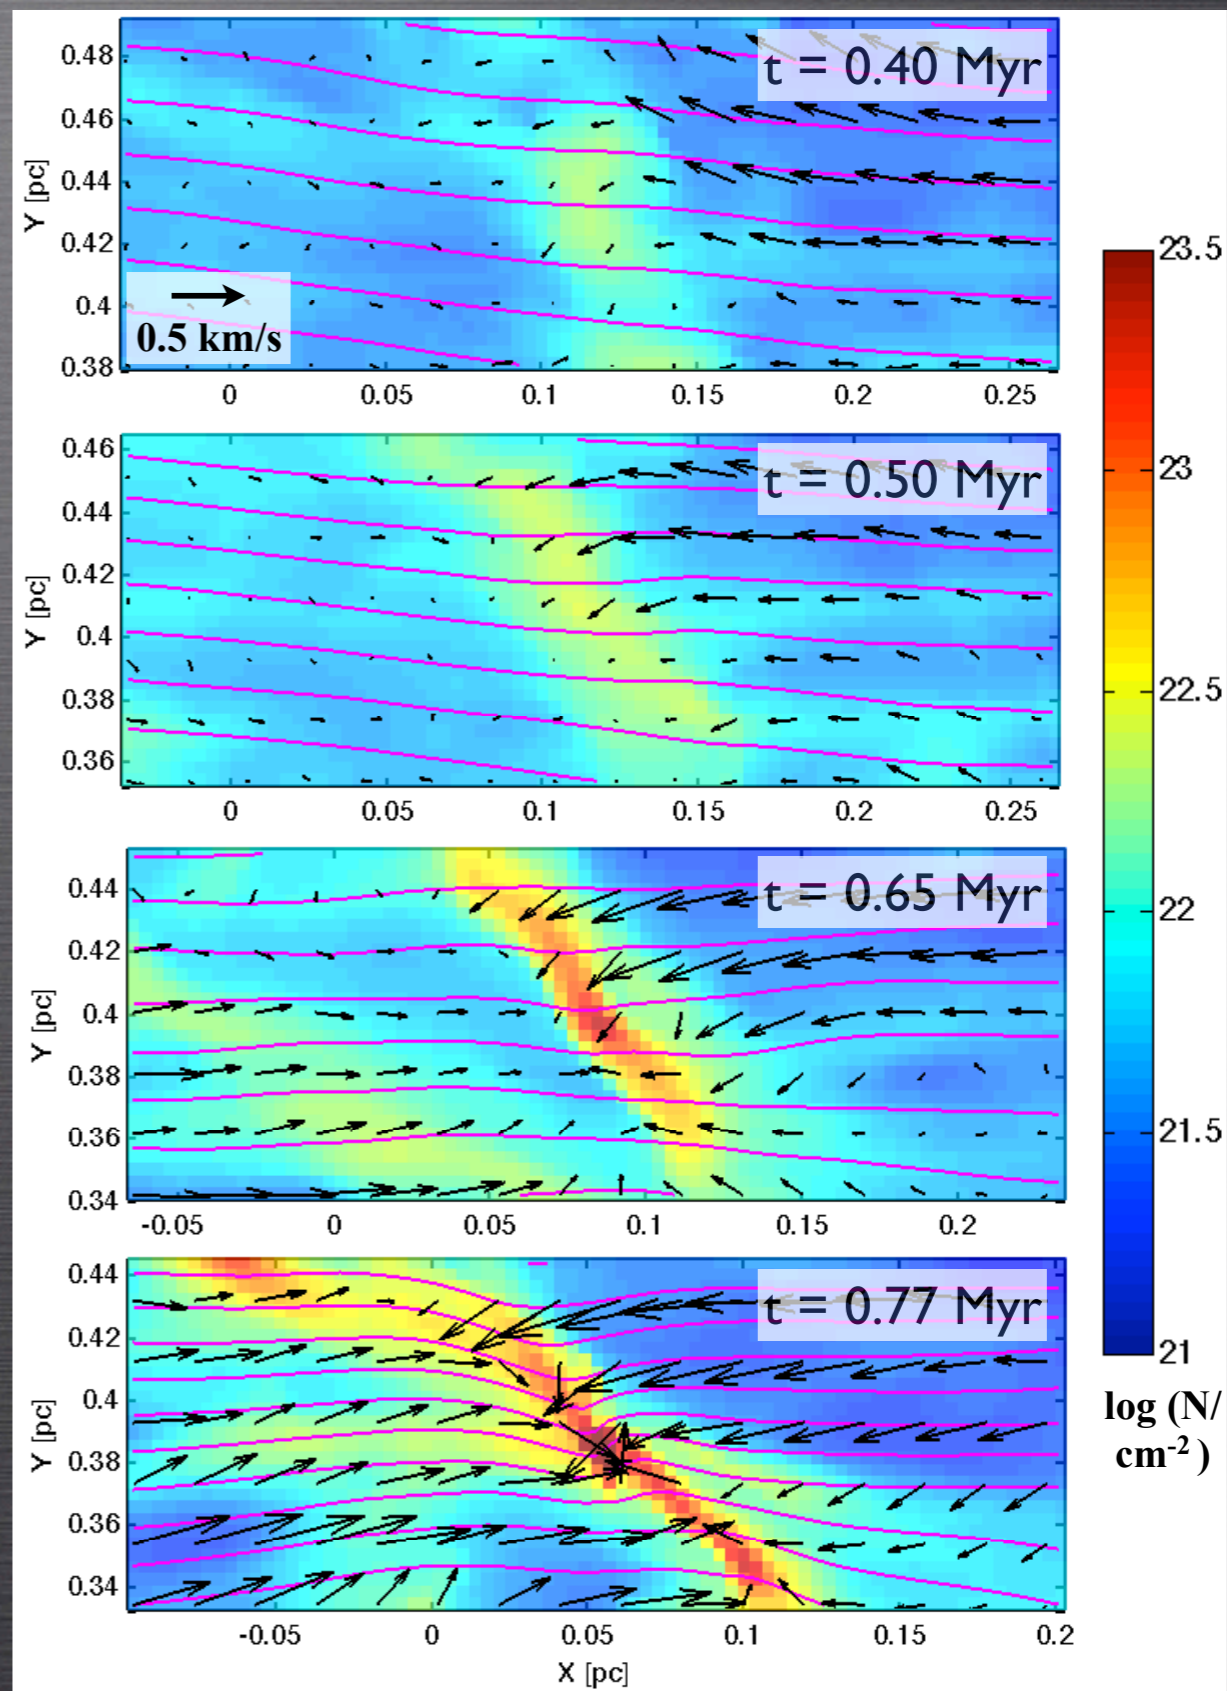 t = 0.40 Myr
0.48
0.46
0.44
0.42
0.4
0.38
Y [pc]
0.5 km/s
0 0.05 0.1 0.15 0.2 0.25
t = 0.50 Myr
0.46
0.44
0.42
0.4
0.38
0.36
Y [pc]
0 0.05 0.1 0.15 0.2 0.25
t = 0.65 Myr
0.44
0.42
0.4
0.38
0.36
0.34
Y [pc]
-0.05 0 0.05 0.1 0.15 0.2
t = 0.77 Myr
0.44
0.42
0.4
0.38
0.36
0.34
Y [pc]
-0.05 0 0.05 0.1 0.15 0.2
X [pc]
23.5
23
22.5
22
21.5
21
log (N/
cm-2 )